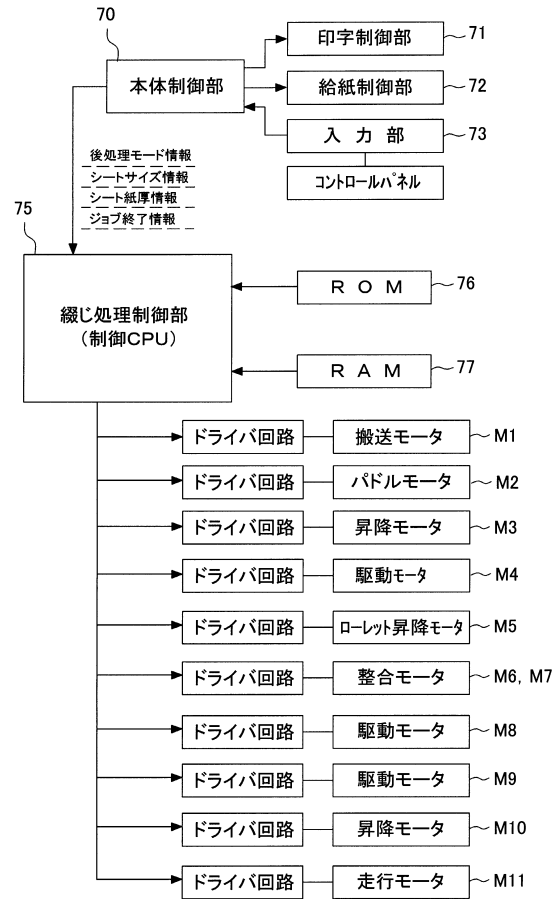 70
本体制御部
印字制御部
71
給紙制御部
72
入力部
73
コントロールパネル
後処理モード情報
シートサイズ情報
シート紙厚情報
ジョブ終了情報
75
綴じ処理制御部
(制御CPU)
ROM
76
RAM
77
ドライバ回路 搬送モータ M1
ドライバ回路 パドルモータ M2
ドライバ回路 昇降モータ M3
ドライバ回路 駆動モータ M4
ドライバ回路 ローレット昇降モータ M5
ドライバ回路 整合モータ M6, M7
ドライバ回路 駆動モータ M8
ドライバ回路 駆動モータ M9
ドライバ回路 昇降モータ M10
ドライバ回路 走行モータ M11